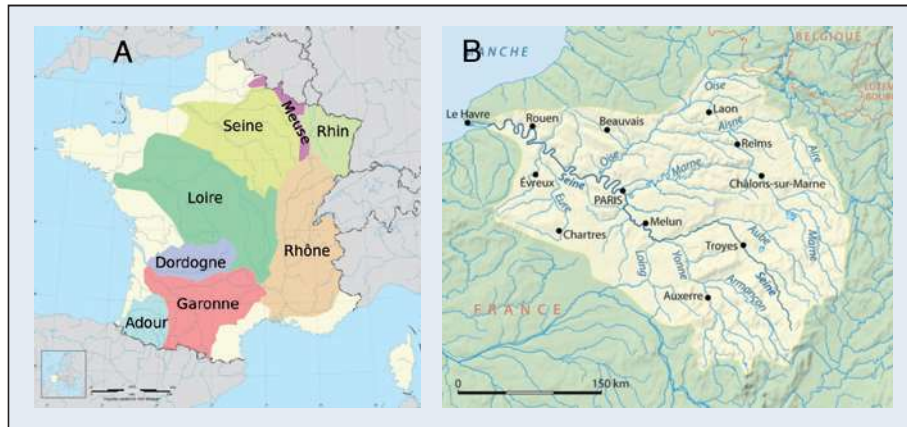 A
Seine
Meuse
Rhin
Loire
Rhône
Dordogne
Garonne
Adour
B
MANCHE
BELGIQUE
Oise
Le Havre
Rouen
Beauvais
Laon
Aisne
Reims
Aire
Oise
Marne
Évreux
Seine
PARIS
Châlons-sur-Marne
Eure
Melun
Aube
Chartres
Troyes
Marne
Loing
Yonne
Seine
Armançon
Auxerre
FRANCE
0 150 km